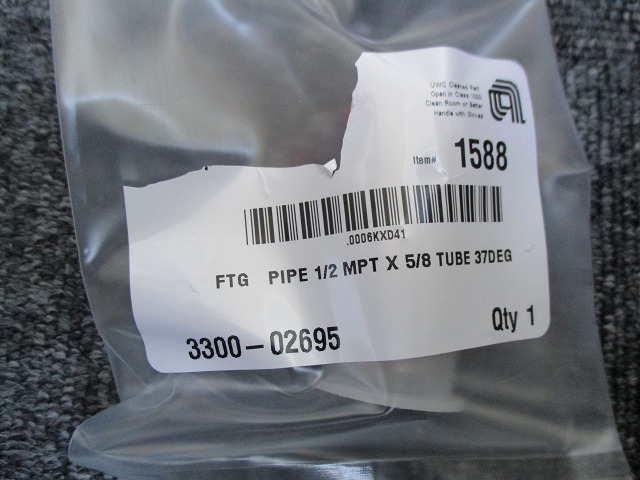 UWC Cleaned Part
Open in Class 1000
Clean Room or Better
Handle with Gloves
Item# 1588
.0006KXD41
FTG PIPE 1/2 MPT X 5/8 TUBE 37DEG
3300-02695 Qty 1